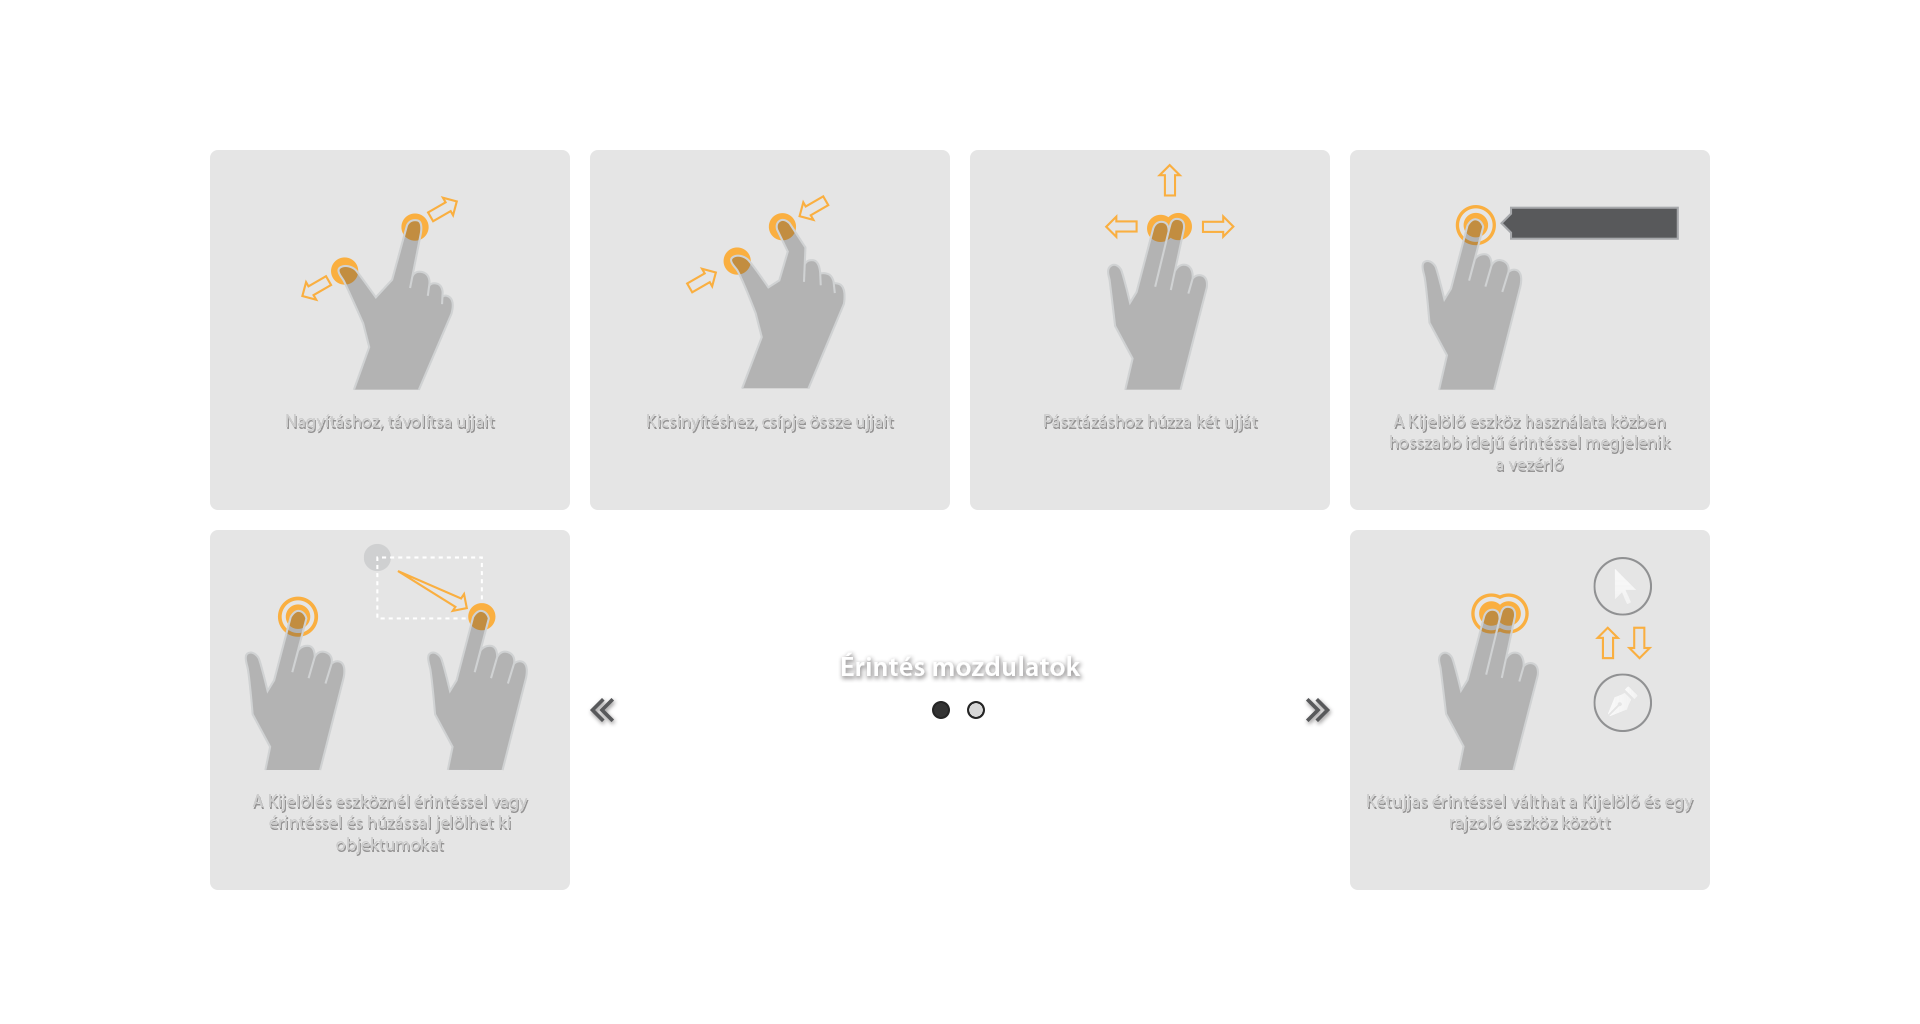 Nagyításhoz, távolítsa ujjait
Kicsinyítéshez, csípje össze ujjait
Pásztázáshoz húzza két ujját
A Kijelölő eszköz használata közben
hosszabb idejű érintéssel megjelenik
a vezérlő
A Kijelölés eszköznél érintéssel vagy
érintéssel és húzással jelölhet ki
objektumokat
Érintés mozdulatok
Kétujjas érintéssel válthat a Kijelölő és egy
rajzoló eszköz között